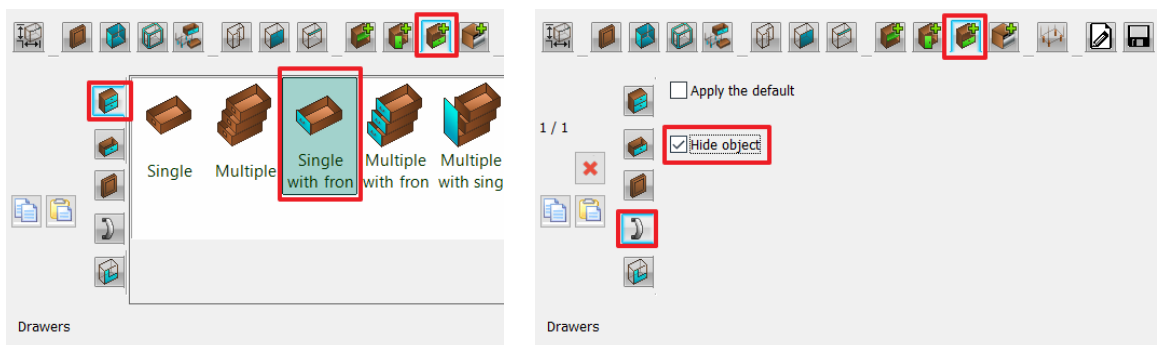 Single
Multiple
Single
with fron
Multiple
with fron
Multiple
with sing
Drawers
Apply the default
1 / 1
Hide object
Drawers